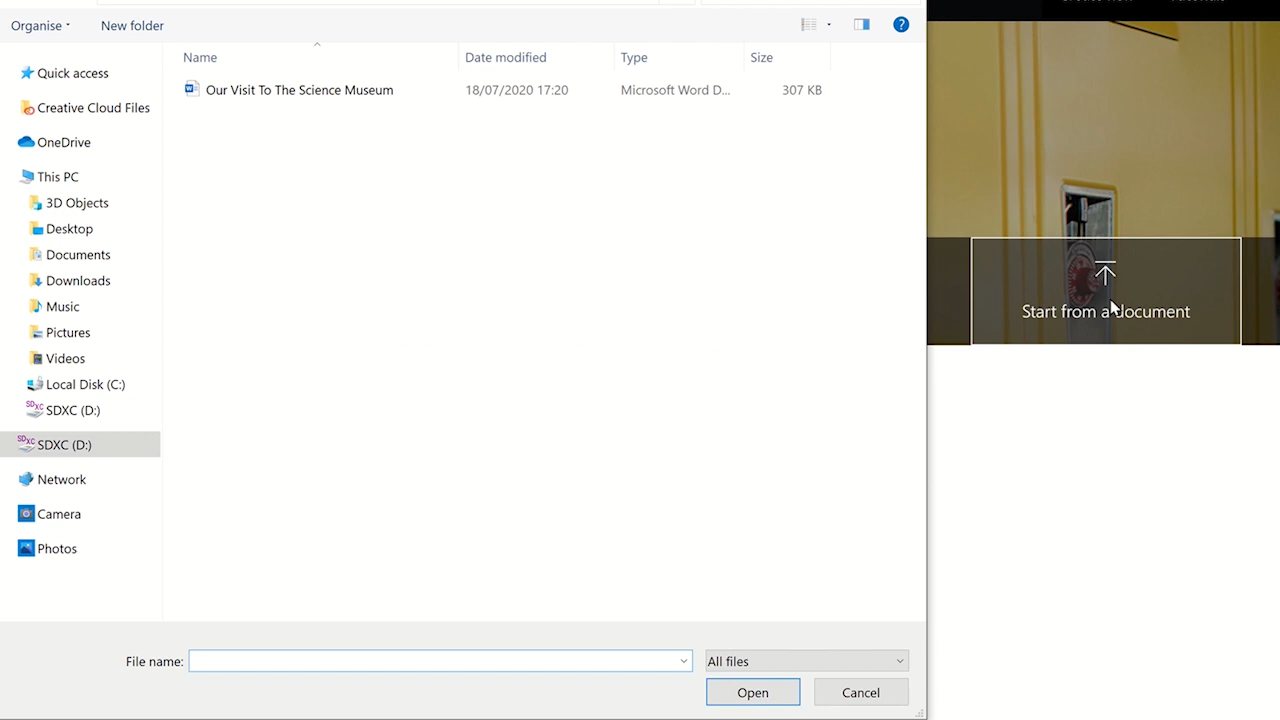 Organise
New folder
Name
Date modified
Type
Size
Our Visit To The Science Museum
18/07/2020 17:20
Microsoft Word D...
307 KB
Quick access
Creative Cloud Files
OneDrive
This PC
3D Objects
Desktop
Documents
Downloads
Music
Pictures
Videos
Local Disk (C:)
SDXC (D:)
SDXC (D:)
Network
Camera
Photos
Start from a document
File name:
All files
Open
Cancel